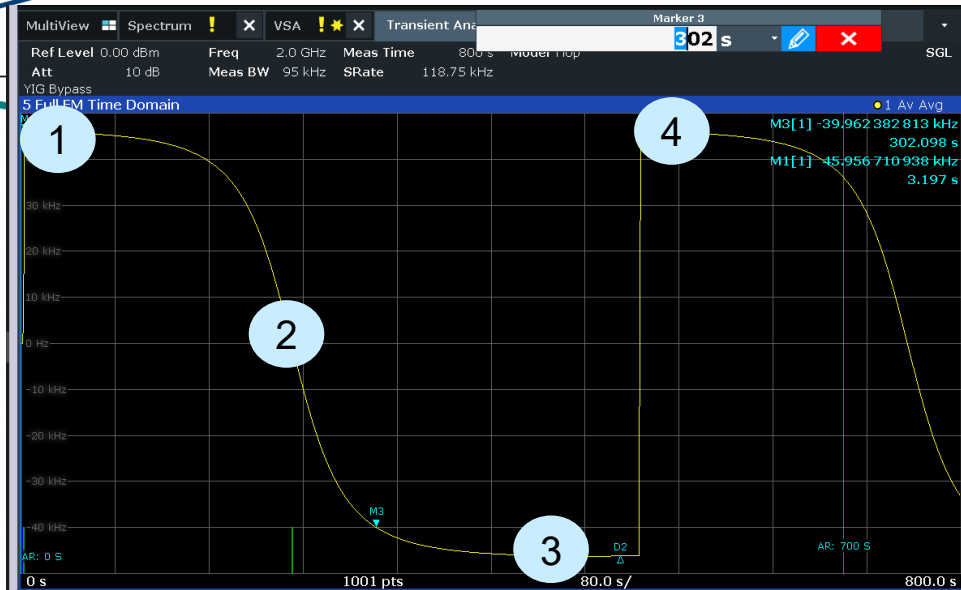 MultiView Spectrum ! X VSA ! X Transient Ana
Marker 3
302 s
Ref Level 0.00 dBm Freq 2.0 GHz Meas Time 800 s Model Hop SGL
Att 10 dB Meas BW 95 kHz SRate 118.75 kHz
YIG Bypass
5 Full FM Time Domain 1 Av Avg
1
4
M3[1] -39.962 382 813 kHz
302.098 s
M1[1] 45.956 710 938 kHz
3.197 s
30 kHz
20 kHz
10 kHz
2
0 Hz
-10 kHz
-20 kHz
-30 kHz
M3
-40 kHz
3
D2
AR: 0 S
AR: 700 S
0 s 1001 pts 80.0 s/ 800.0 s